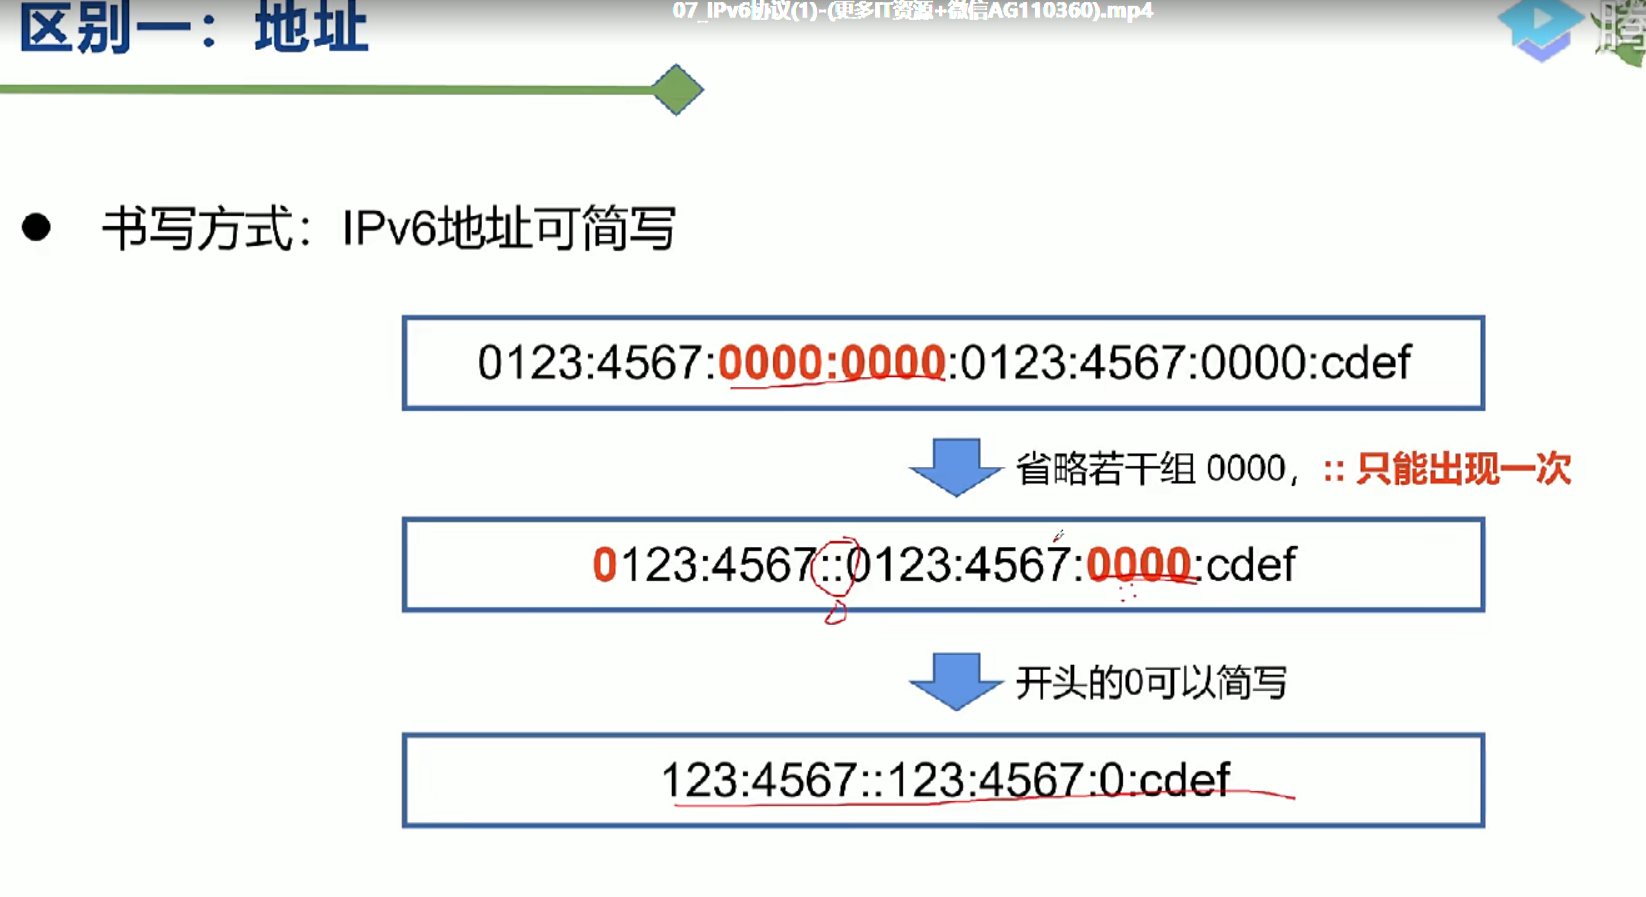 07_IPv6协议(1)-(更多IT资源+微信AG110360).mp4
区别一：地址
腾
书写方式：IPv6地址可简写
0123:4567:0000:0000:0123:4567:0000:cdef
省略若干组 0000，:: 只能出现一次
0123:4567::0123:4567:0000:cdef
开头的0可以简写
123:4567::123:4567:0:cdef